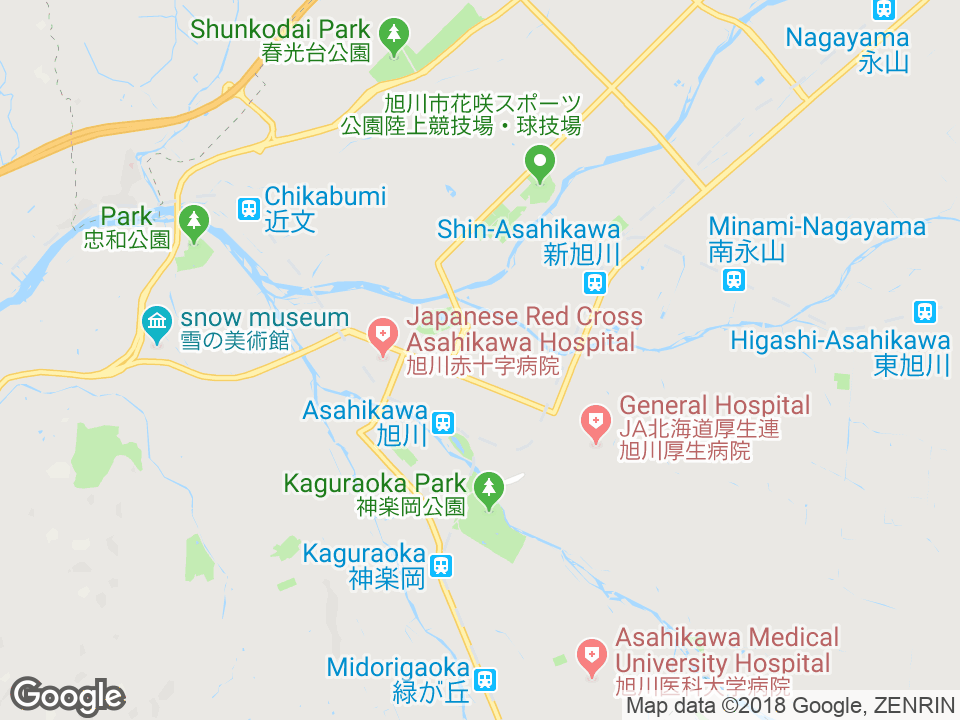 Shunkodai Park
春光台公園
Nagayama
永山
旭川市花咲スポーツ
公園陸上競技場・球技場
Chikabumi
近文
Park
忠和公園
Shin-Asahikawa
新旭川
Minami-Nagayama
南永山
snow museum
雪の美術館
Japanese Red Cross
Asahikawa Hospital
旭川赤十字病院
Higashi-Asahikawa
東旭川
Asahikawa
旭川
General Hospital
JA北海道厚生連
旭川厚生病院
Kaguraoka Park
神楽岡公園
Kaguraoka
神楽岡
Asahikawa Medical
University Hospital
旭川医科大学病院
Midorigaoka
緑が丘
Google
Map data ©2018 Google, ZENRIN